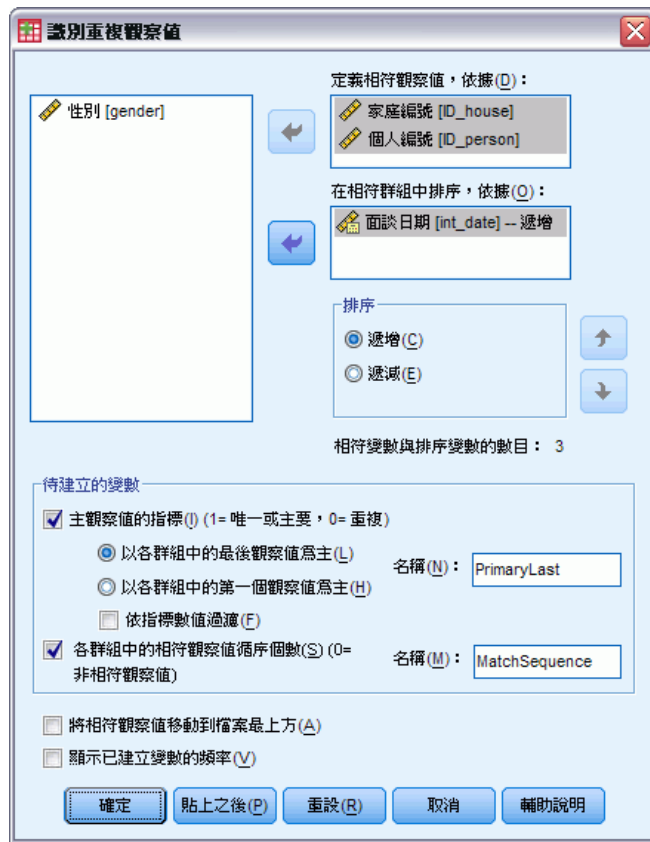 識別重複觀察值
定義相符觀察值，依據(D)：
性別 [gender]
家庭編號 [ID_house]
個人編號 [ID_person]
在相符群組中排序，依據(O)：
面談日期 [int_date] -- 遞增
排序
遞增(C)
遞減(E)
相符變數與排序變數的數目： 3
待建立的變數
主觀察值的指標(I) (1= 唯一或主要，0= 重複)
以各群組中的最後觀察值為主(L)
名稱(N)： PrimaryLast
以各群組中的第一個觀察值為主(H)
依指標數值過濾(F)
各群組中的相符觀察值循序個數(S) (0=
非相符觀察值)
名稱(M)： MatchSequence
將相符觀察值移動到檔案最上方(A)
顯示已建立變數的頻率(V)
確定 貼上之後(P) 重設(R) 取消 輔助說明